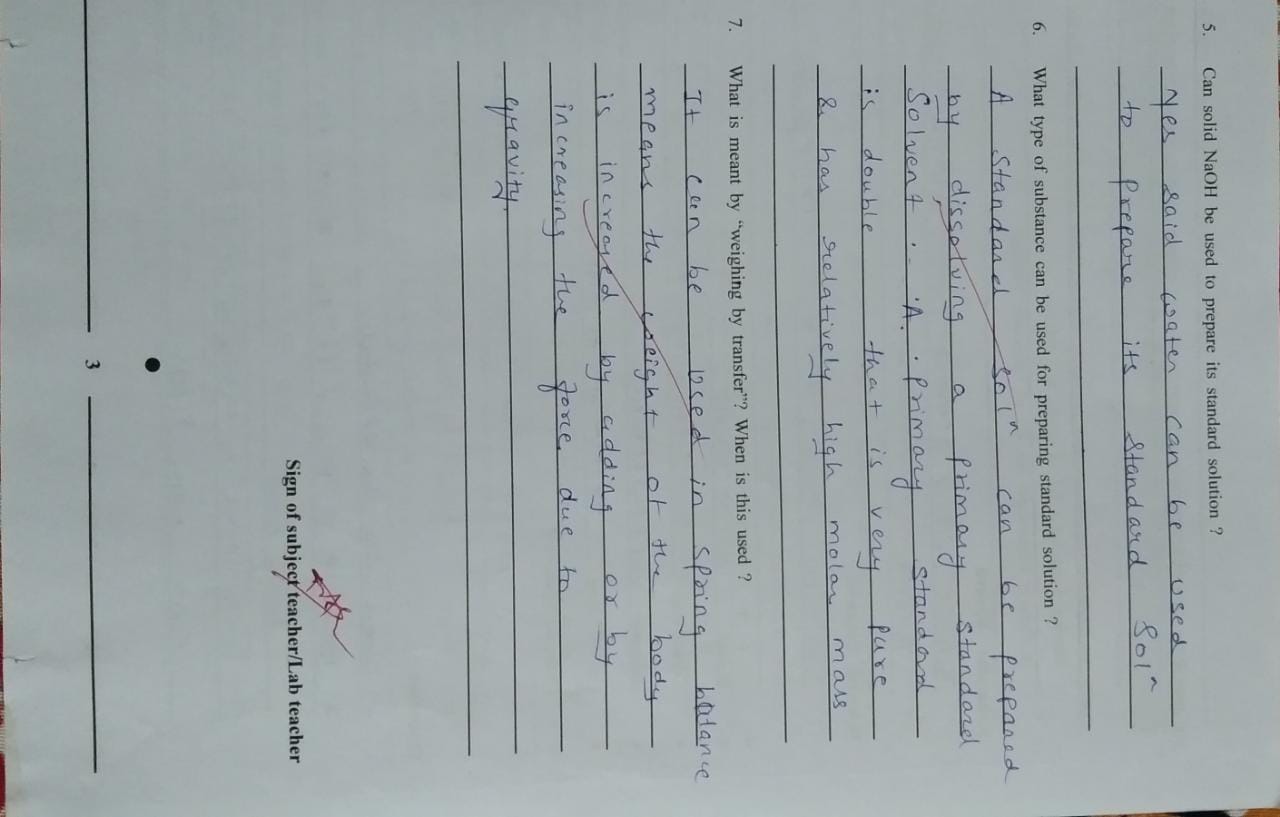 5. Can solid NaOH be used to prepare its standard solution ?
Yes said water can be used
to prepare its standard solⁿ
6. What type of substance can be used for preparing standard solution ?
A standard solⁿ can be prepared
by dissolving a primary standard
Solvent .. A. primary standard
is double that is very pure
& has relatively high molar mass
7. What is meant by "weighing by transfer"? When is this used ?
It can be used in spring balance
means the weight of the body
is increased by adding or by
increasing the force due to
gravity.
Sign of subject teacher/Lab teacher
3